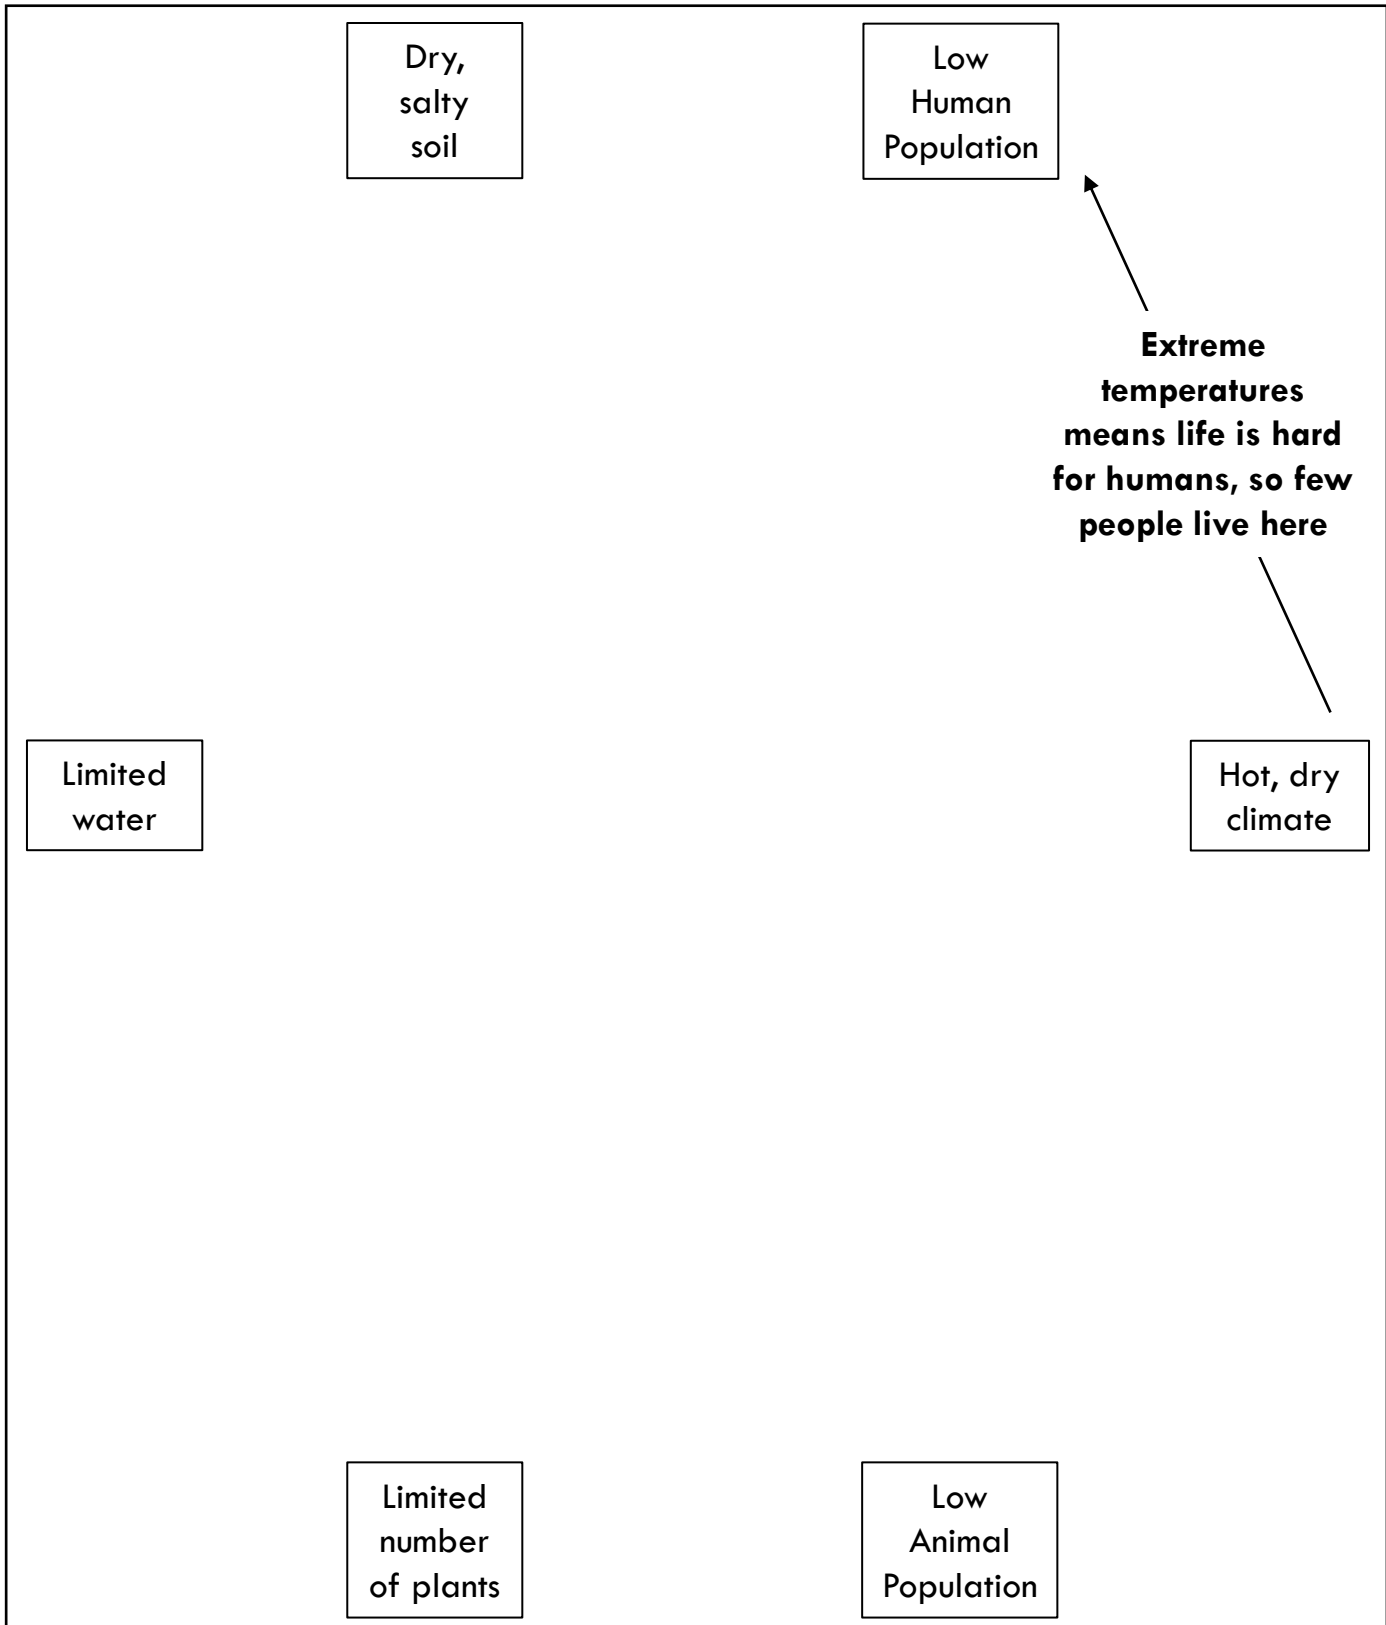 Dry,
salty
soil
Low
Human
Population
Extreme
temperatures
means life is hard
for humans, so few
people live here
Limited
water
Hot, dry
climate
Limited
number
of plants
Low
Animal
Population